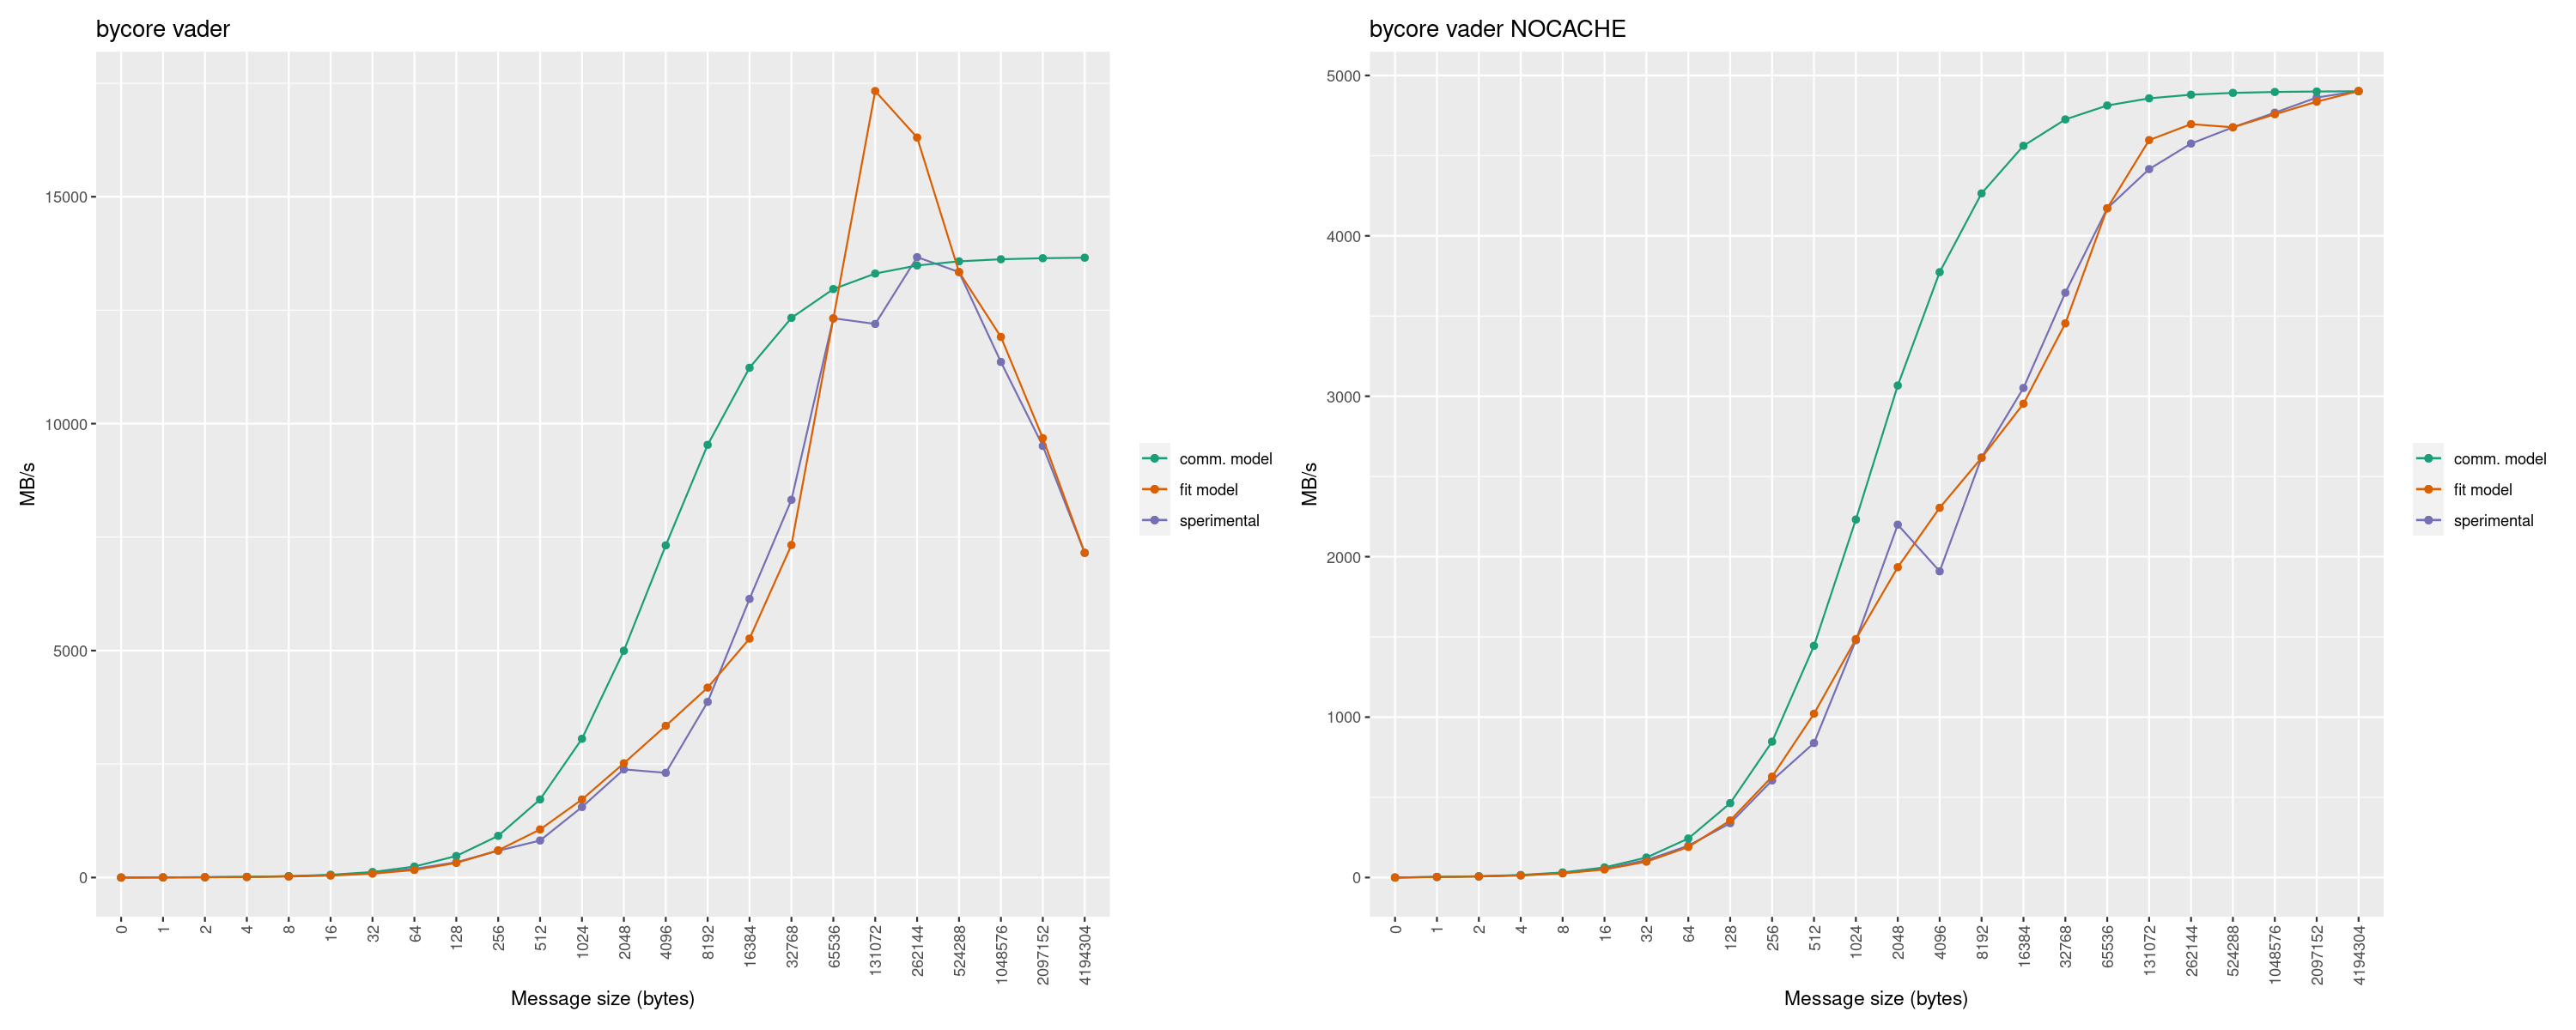 bycore vader
MB/s
15000
10000
5000
0
0 1 2 4 8 16 32 64 128 256 512 1024 2048 4096 8192 16384 32768 65536 131072 262144 524288 1048576 2097152 4194304
Message size (bytes)
comm. model
fit model
sperimental
bycore vader NOCACHE
MB/s
5000
4000
3000
2000
1000
0
0 1 2 4 8 16 32 64 128 256 512 1024 2048 4096 8192 16384 32768 65536 131072 262144 524288 1048576 2097152 4194304
Message size (bytes)
comm. model
fit model
sperimental